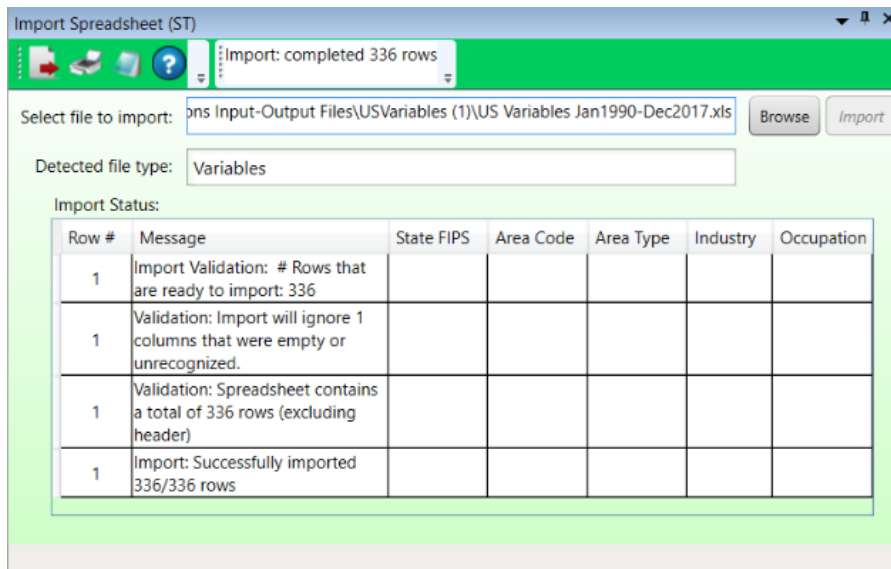 Import Spreadsheet (ST)
Import: completed 336 rows
Select file to import: ons Input-Output Files\USVariables (1)\US Variables Jan1990-Dec2017.xls Browse Import
Detected file type: Variables
Import Status:
Row # Message State FIPS Area Code Area Type Industry Occupation
1 Import Validation: # Rows that
are ready to import: 336
1 Validation: Import will ignore 1
columns that were empty or
unrecognized.
1 Validation: Spreadsheet contains
a total of 336 rows (excluding
header)
1 Import: Successfully imported
336/336 rows